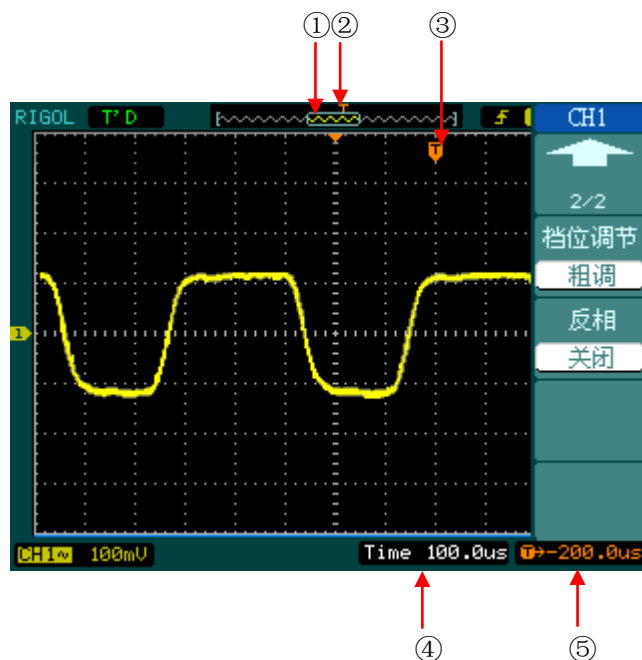 ①② ③
RIGOL T'D T CH1
T
2/2
档位调节
粗调
反相
关闭
1
CH1~ 100mV Time 100.0us T→-200.0us
④ ⑤